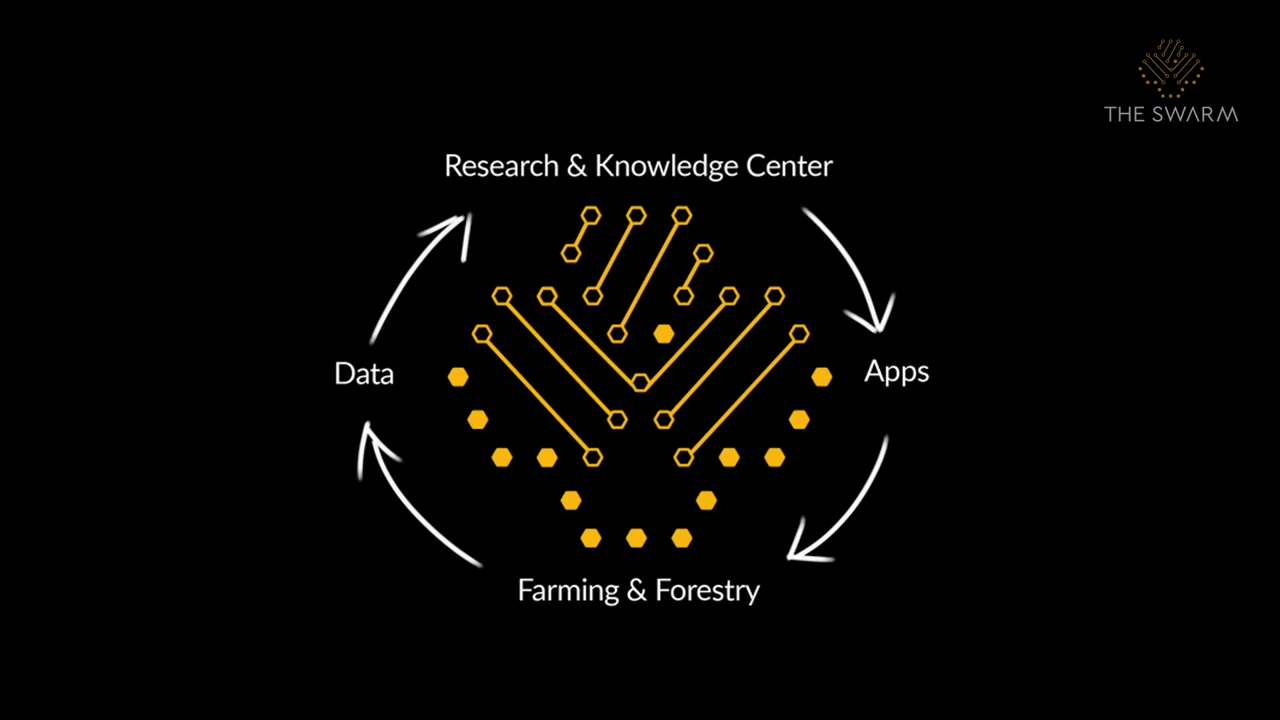 THE SWARM
Research & Knowledge Center
Data
Apps
Farming & Forestry